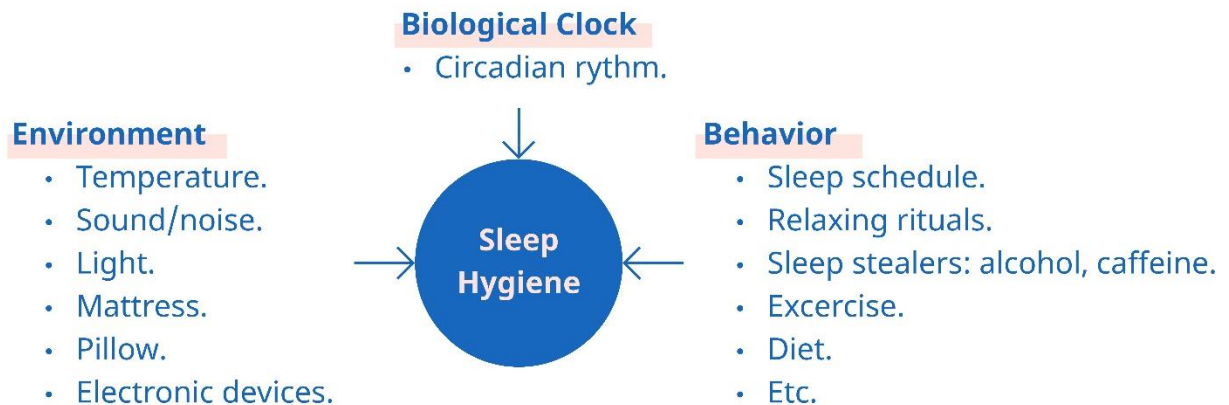 Biological Clock
• Circadian rythm.
Environment
• Temperature.
• Sound/noise.
• Light.
• Mattress.
• Pillow.
• Electronic devices.
Sleep
Hygiene
Behavior
• Sleep schedule.
• Relaxing rituals.
• Sleep stealers: alcohol, caffeine.
• Excercise.
• Diet.
• Etc.